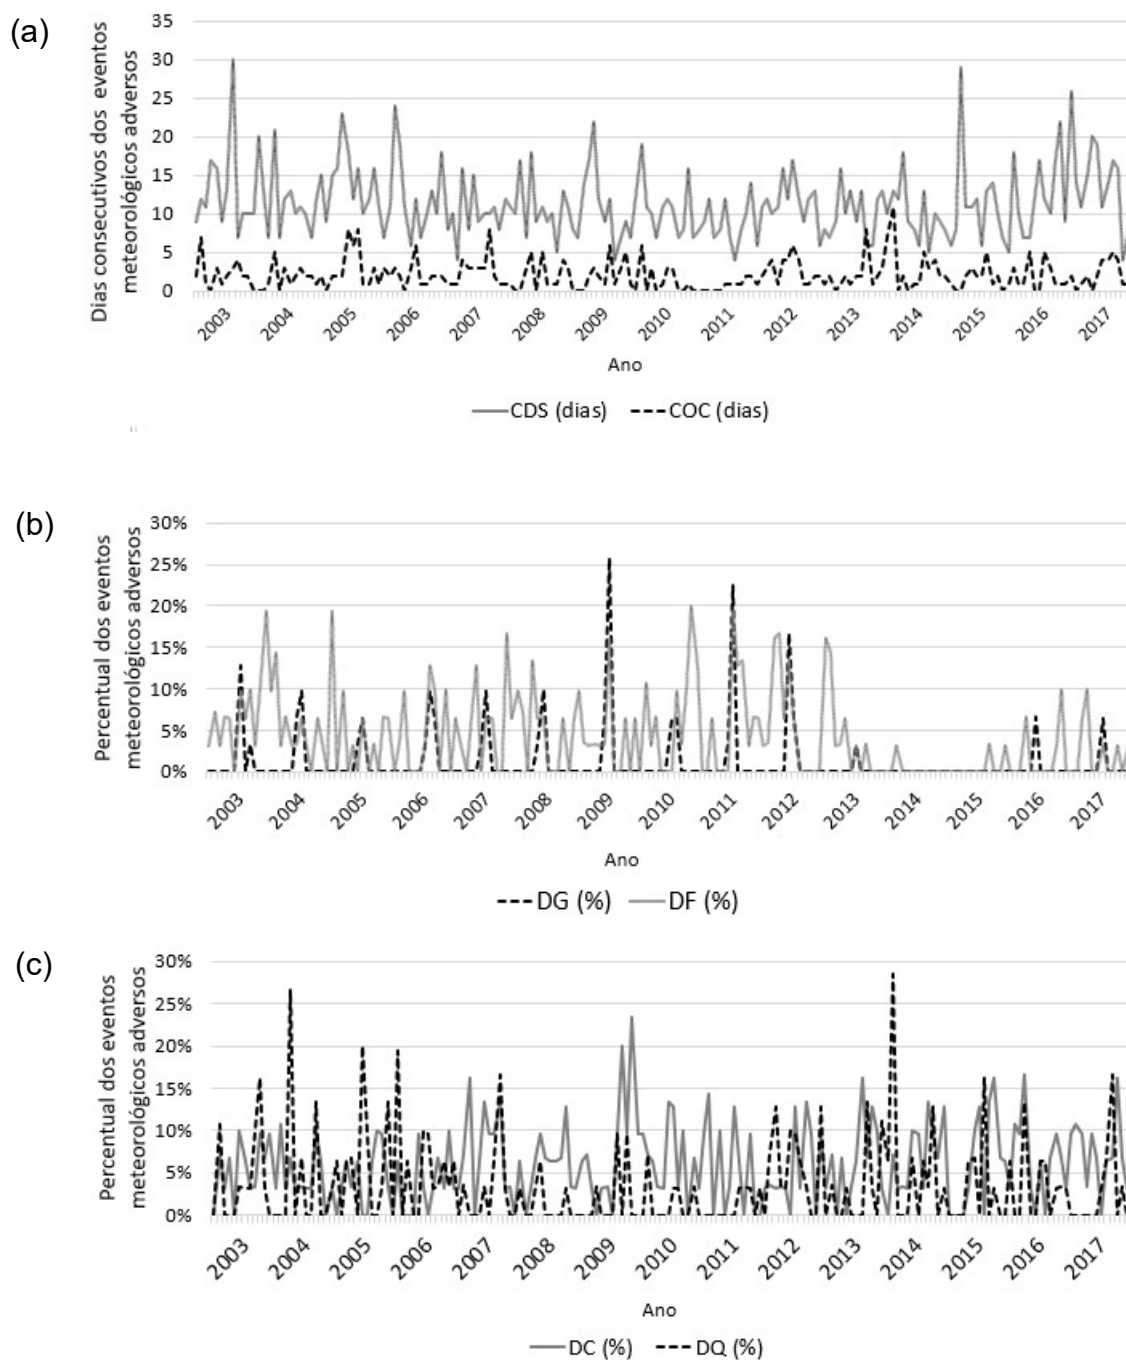 (a)
Dias consecutivos dos eventos
meteorológicos adversos
35
30
25
20
15
10
5
0
2003 2004 2005 2006 2007 2008 2009 2010 2011 2012 2013 2014 2015 2016 2017
Ano
CDS (dias) COC (dias)
(b)
Percentual dos eventos
meteorológicos adversos
30%
25%
20%
15%
10%
5%
0%
2003 2004 2005 2006 2007 2008 2009 2010 2011 2012 2013 2014 2015 2016 2017
Ano
DG (%) DF (%)
(c)
Percentual dos eventos
meteorológicos adversos
30%
25%
20%
15%
10%
5%
0%
2003 2004 2005 2006 2007 2008 2009 2010 2011 2012 2013 2014 2015 2016 2017
Ano
DC (%) DQ (%)